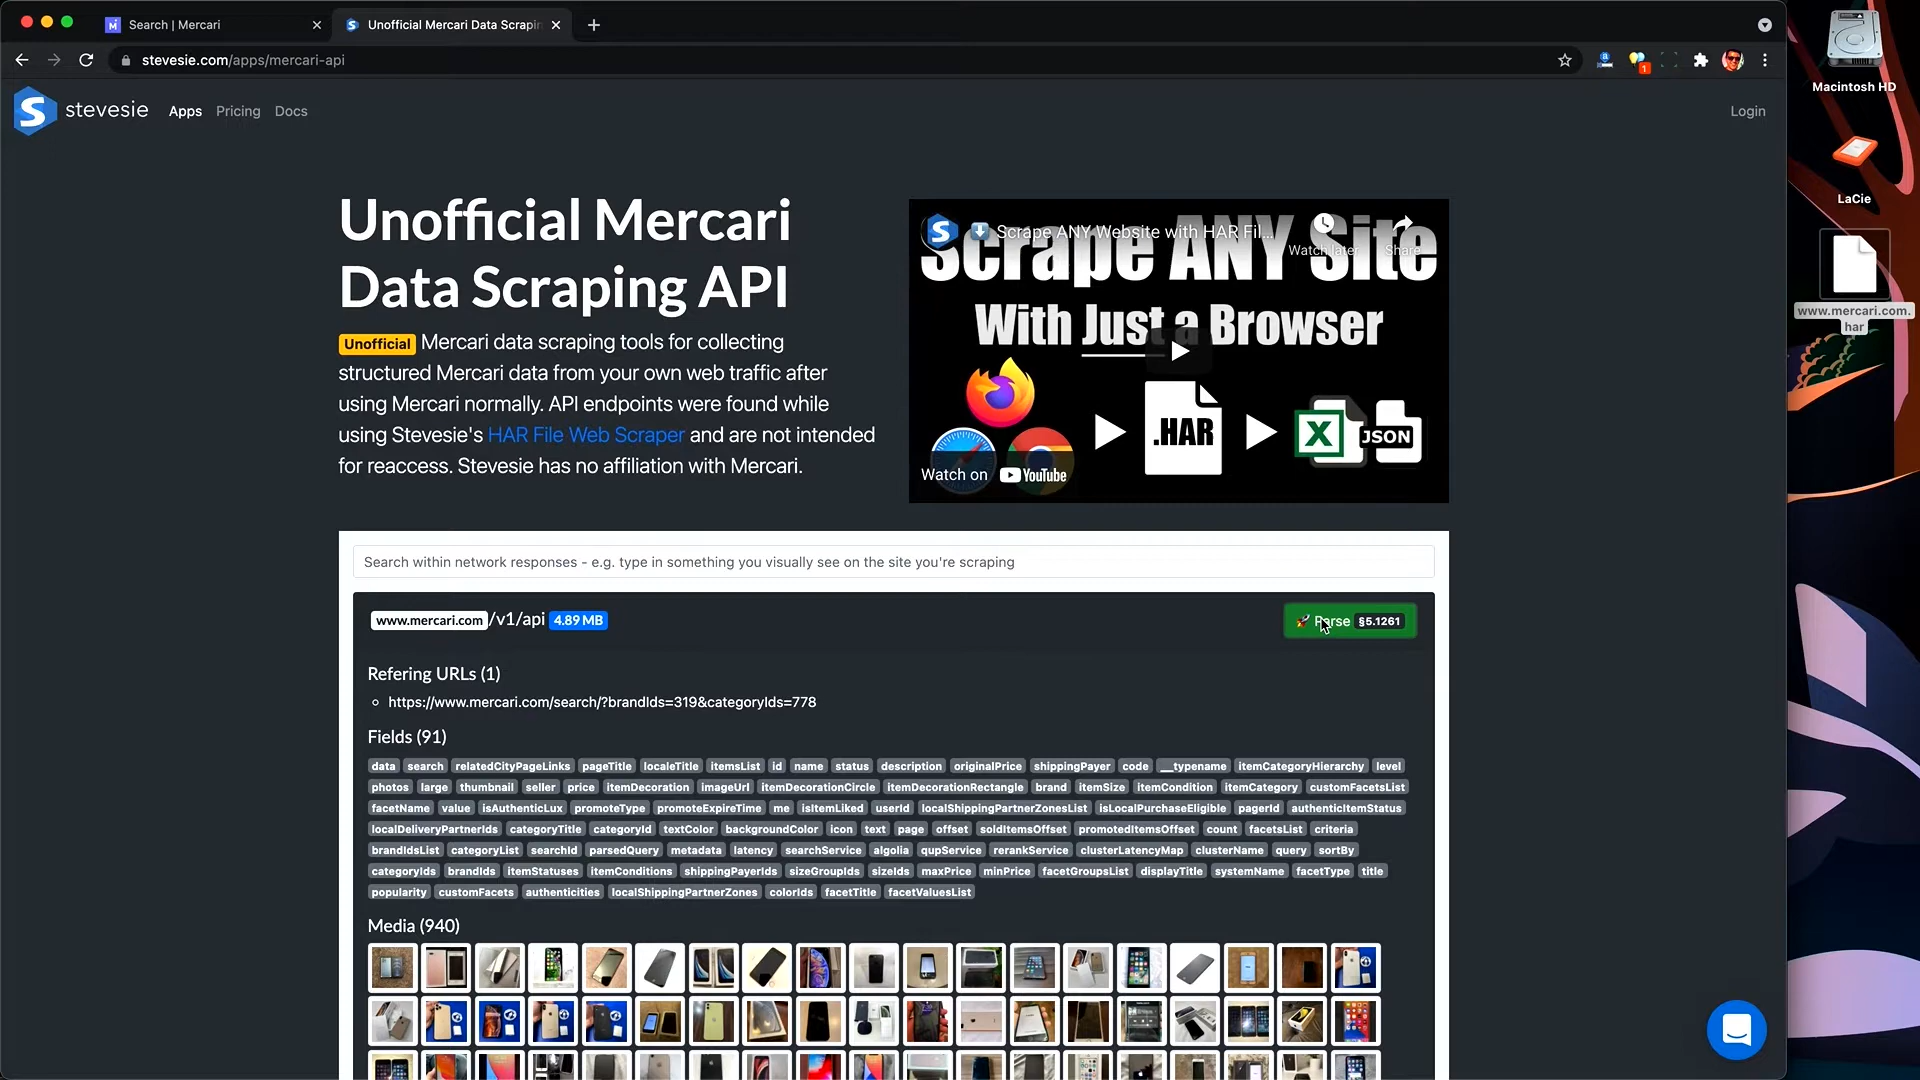 Search | Mercari
Unofficial Mercari Data Scrapin
stevesie.com/apps/mercari-api
1
Macintosh HD
LaCie
www.mercari.com.
har
stevesie
Apps
Pricing
Docs
Login
Unofficial Mercari
Data Scraping API
Unofficial Mercari data scraping tools for collecting
structured Mercari data from your own web traffic after
using Mercari normally. API endpoints were found while
using Stevesie's HAR File Web Scraper and are not intended
for reaccess. Stevesie has no affiliation with Mercari.
Scrape ANY Website with HAR Fil...
Watch later
Share
Scrape ANY Site
With Just a Browser
.HAR
X
JSON
Watch on YouTube
Search within network responses - e.g. type in something you visually see on the site you're scraping
www.mercari.com/v1/api 4.89 MB
Parse §5.1261
Refering URLs (1)
https://www.mercari.com/search/?brandIds=319&categoryIds=778
Fields (91)
data search relatedCityPageLinks pageTitle localeTitle itemsList id name status description originalPrice shippingPayer code __typename itemCategoryHierarchy level
photos large thumbnail seller price itemDecoration imageUrl itemDecorationCircle itemDecorationRectangle brand itemSize itemCondition itemCategory customFacetsList
facetName value isAuthenticLux promoteType promoteExpireTime me isItemLiked userId localShippingPartnerZonesList isLocalPurchaseEligible pagerId authenticItemStatus
localDeliveryPartnerIds categoryTitle categoryId textColor backgroundColor icon text page offset soldItemsOffset promotedItemsOffset count facetsList criteria
brandIdsList categoryList searchId parsedQuery metadata latency searchService algolia qupService rerankService clusterLatencyMap clusterName query sortBy
categoryIds brandIds itemStatuses itemConditions shippingPayerIds sizeGroupIds sizeIds maxPrice minPrice facetGroupsList displayTitle systemName facetType title
popularity customFacets authenticities localShippingPartnerZones colorIds facetTitle facetValuesList
Media (940)